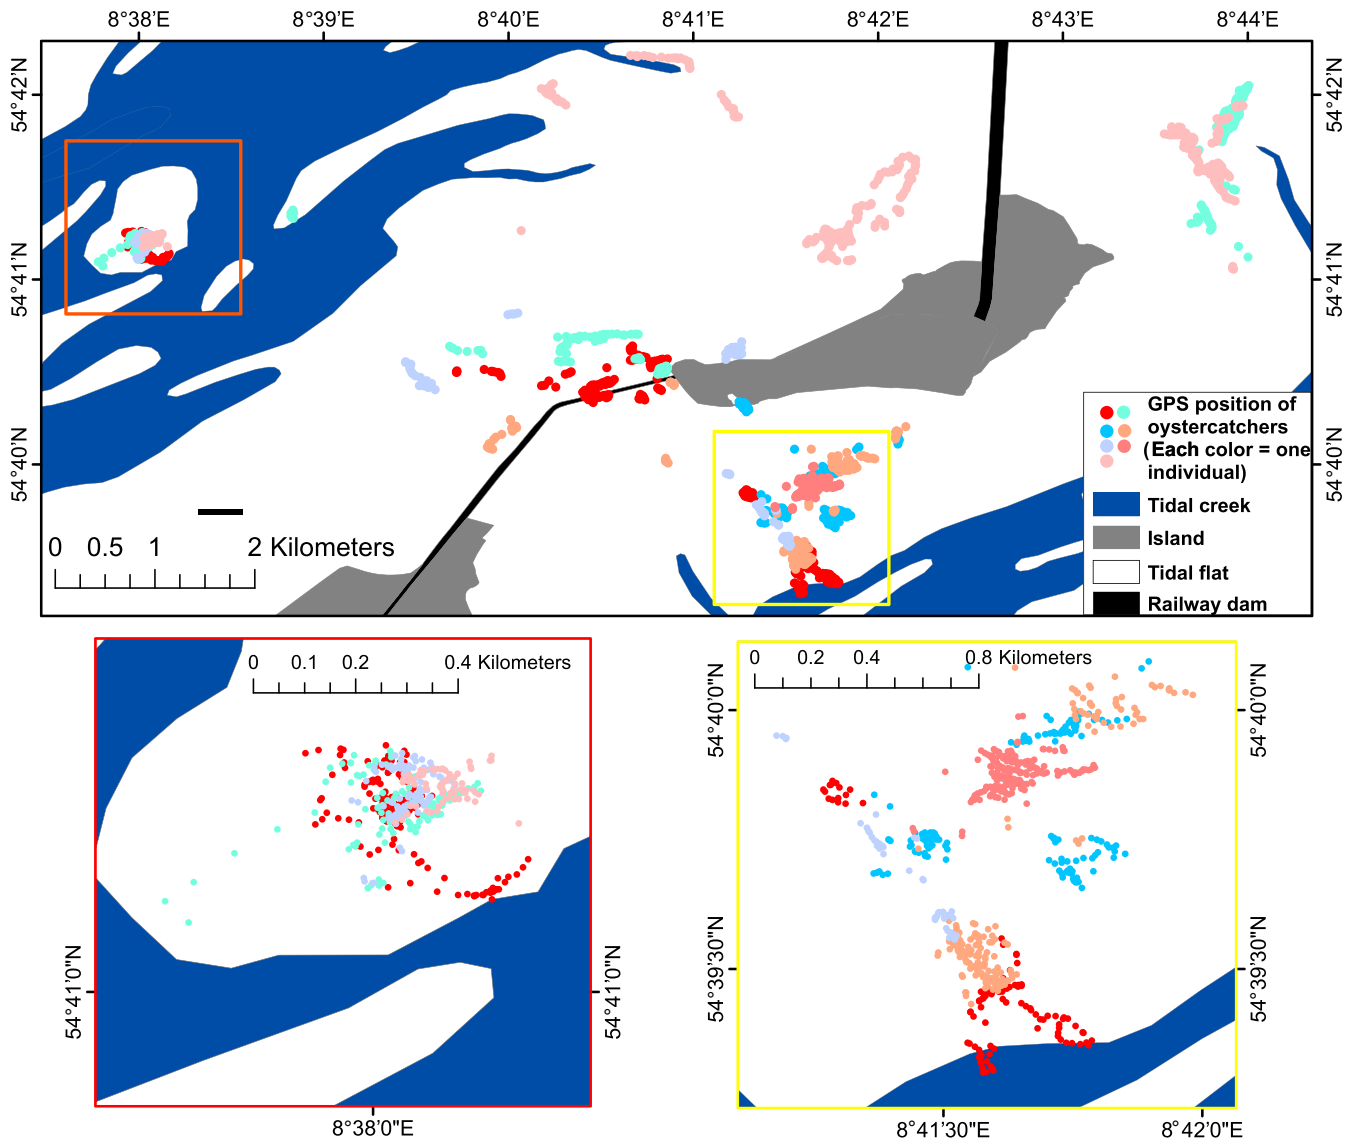 8°38'E 8°39'E 8°40'E 8°41'E 8°42'E 8°43'E 8°44'E
54°42'N 54°42'N
54°41'N 54°41'N
54°40'N 54°40'N
GPS position of
oystercatchers
(Each color = one
individual)
Tidal creek
Island
Tidal flat
Railway dam
0 0.5 1 2 Kilometers
0 0.1 0.2 0.4 Kilometers
54°41'0"N 54°41'0"N
8°38'0"E
0 0.2 0.4 0.8 Kilometers
54°40'0"N 54°40'0"N
54°39'30"N 54°39'30"N
8°41'30"E 8°42'0"E